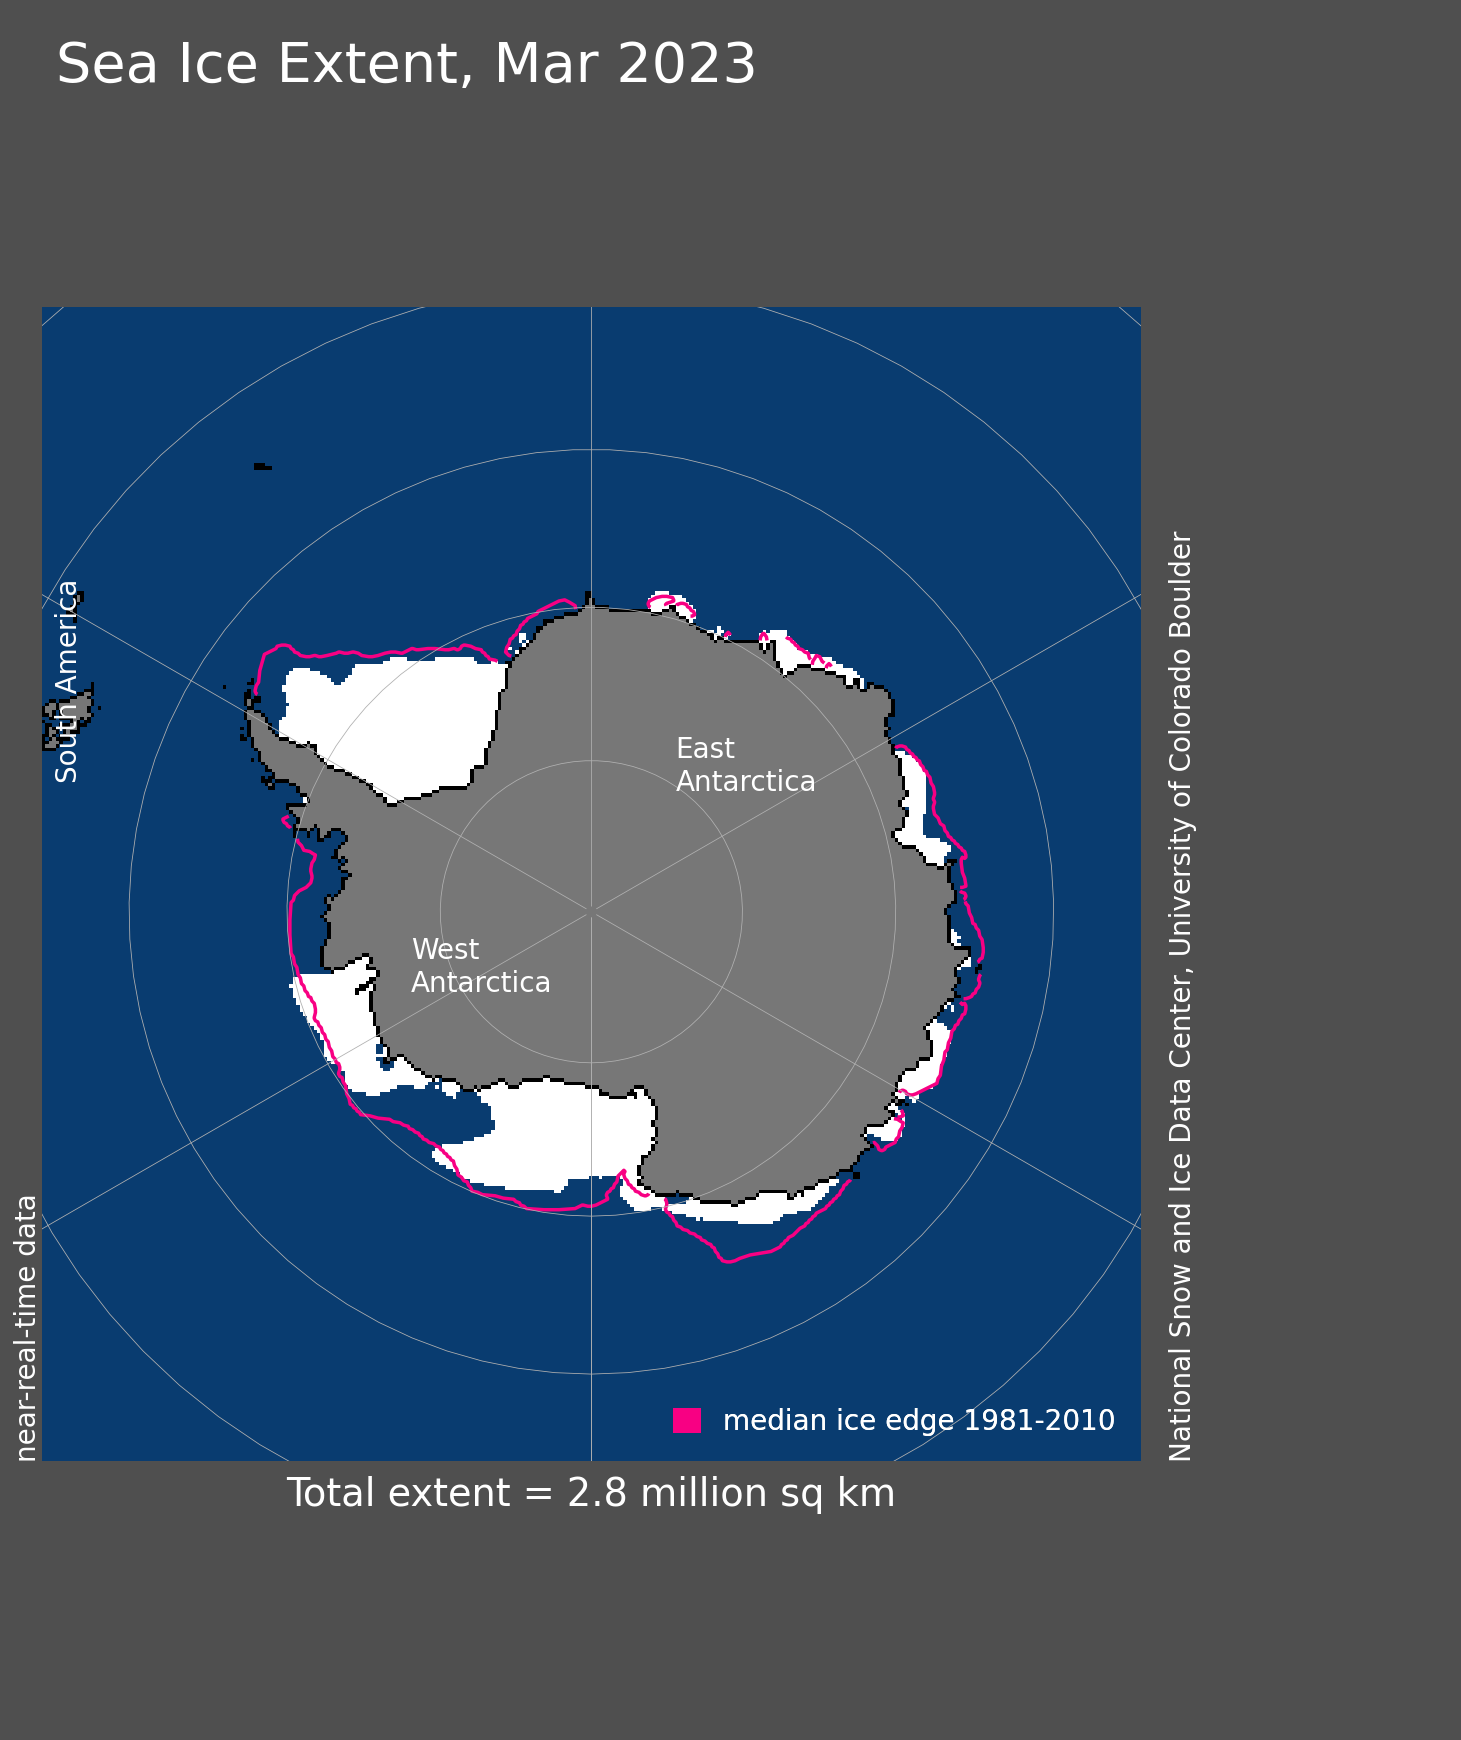 Sea Ice Extent, Mar 2023
South America
East
Antarctica
West
Antarctica
near-real-time data
National Snow and Ice Data Center, University of Colorado Boulder
median ice edge 1981-2010
Total extent = 2.8 million sq km